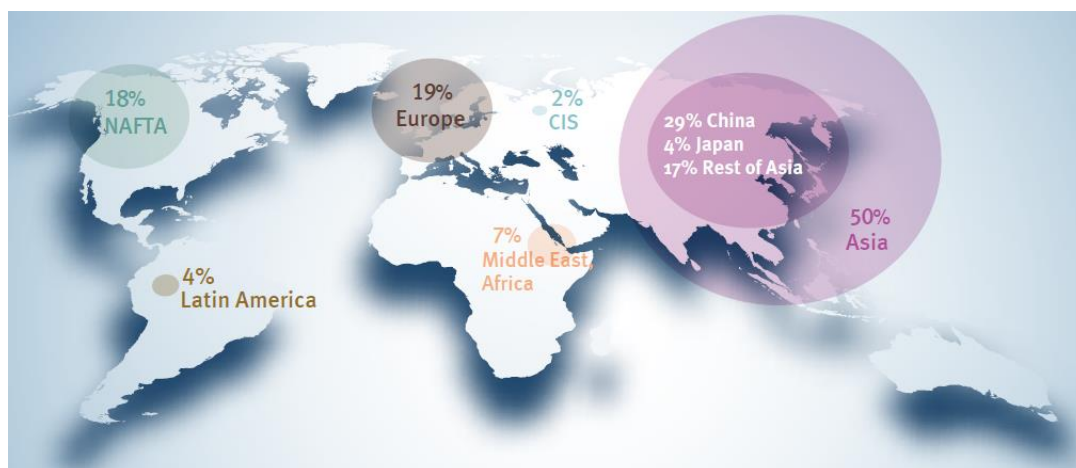 18%
NAFTA
19%
Europe
2%
CIS
29% China
4% Japan
17% Rest of Asia
50%
Asia
7%
Middle East,
Africa
4%
Latin America